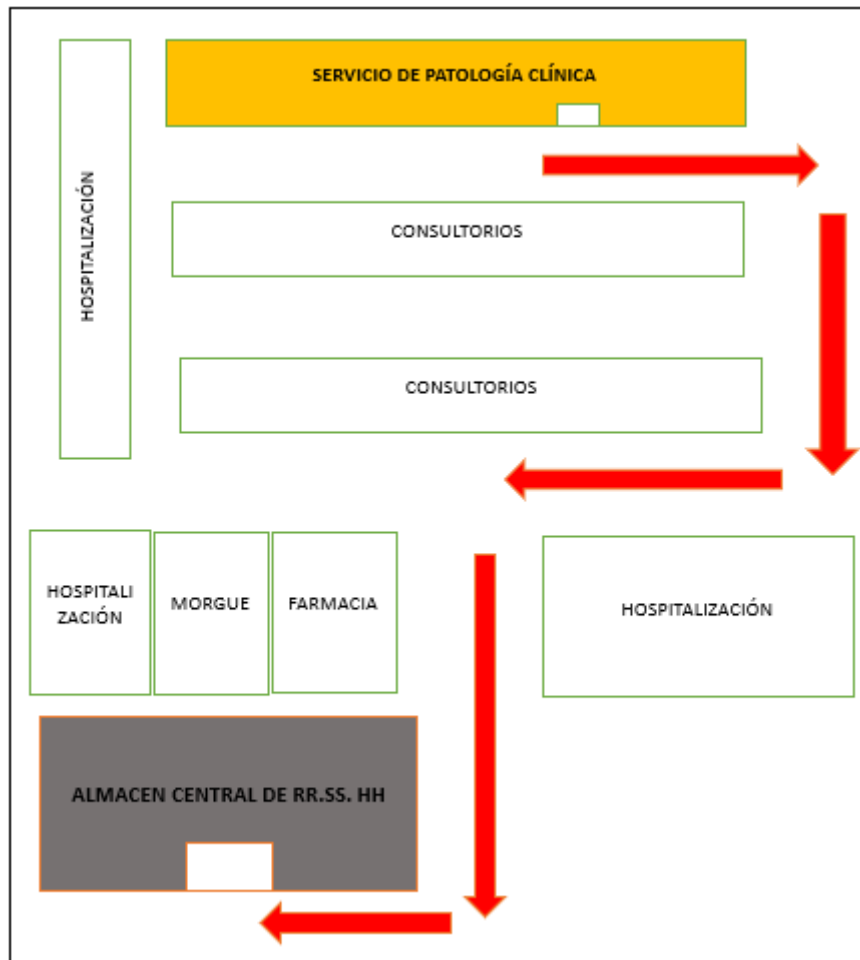 SERVICIO DE PATOLOGÍA CLÍNICA
HOSPITALIZACIÓN
CONSULTORIOS
CONSULTORIOS
HOSPITALI
ZACIÓN
MORGUE
FARMACIA
HOSPITALIZACIÓN
ALMACEN CENTRAL DE RR.SS. HH